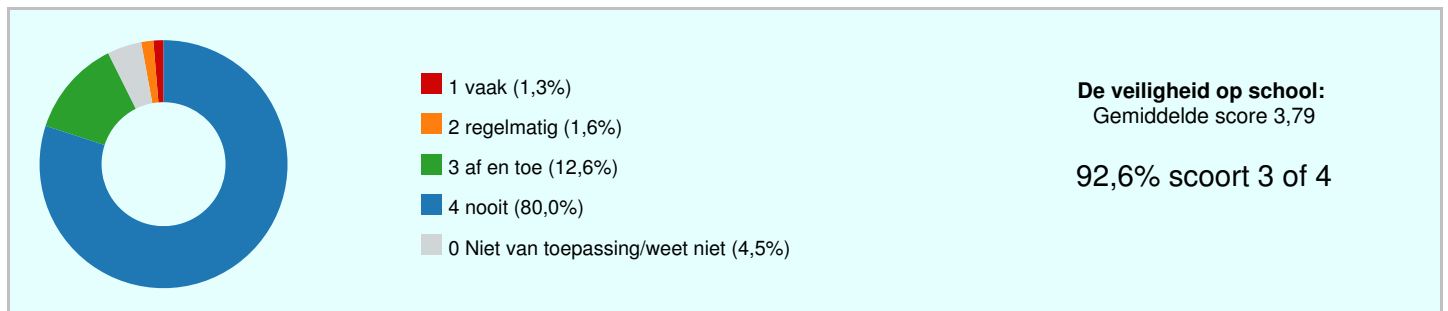 1 vaak (1,3%)
2 regelmatig (1,6%)
3 af en toe (12,6%)
4 nooit (80,0%)
0 Niet van toepassing/weet niet (4,5%)
De veiligheid op school:
Gemiddelde score 3,79
92,6% scoort 3 of 4